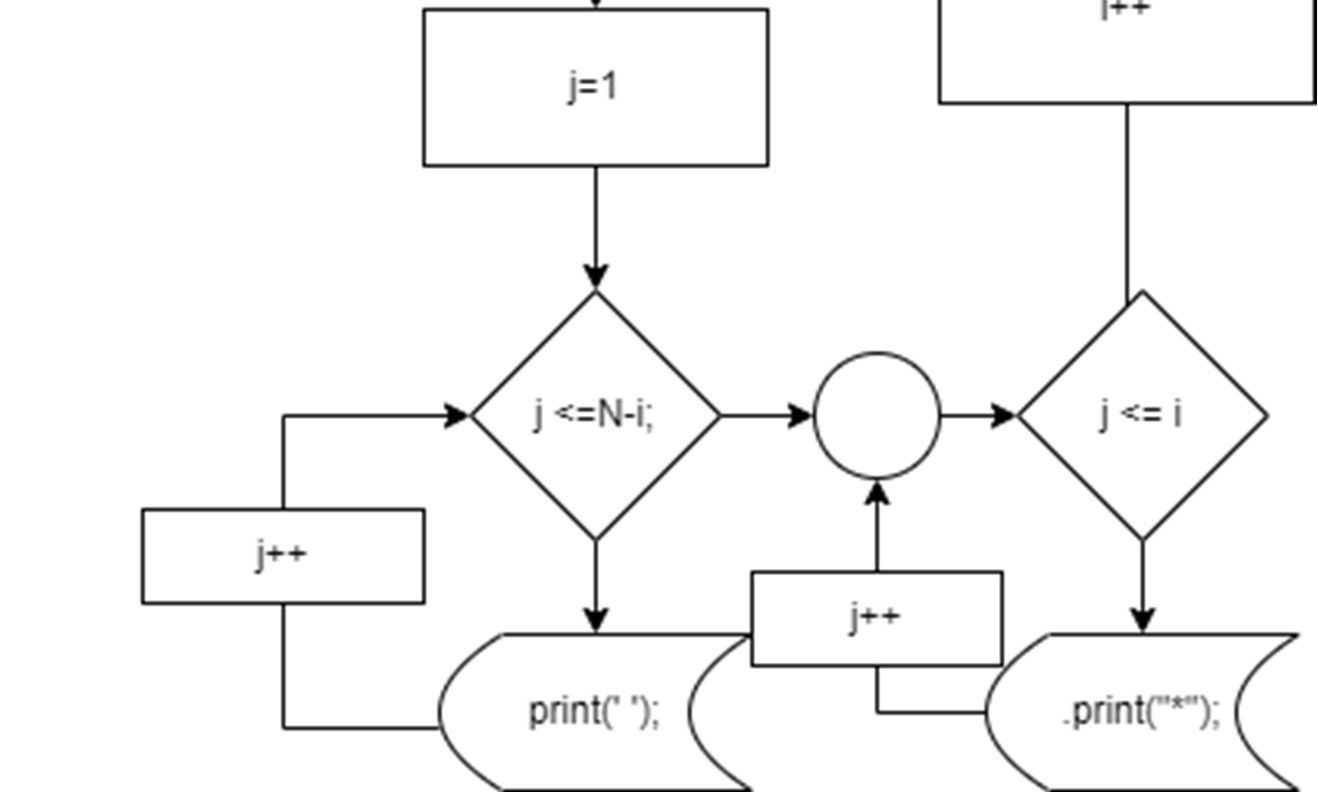 j=1
j <=N-i;
j <= i
j++
j++
print(" ");
.print("*");